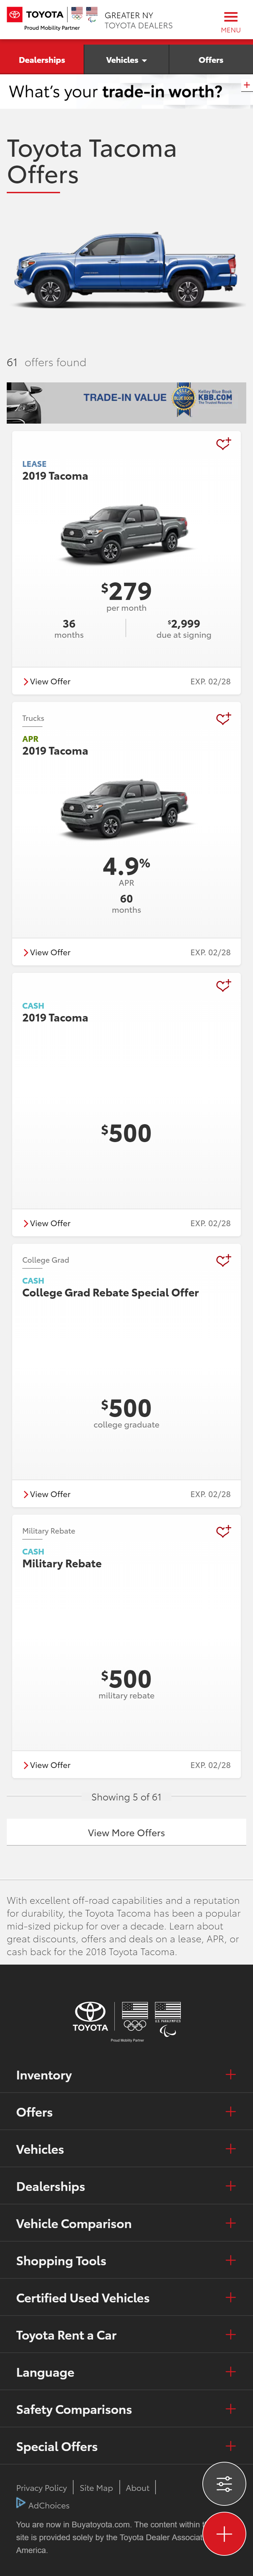 TOYOTA
Proud Mobility Partner
GREATER NY
TOYOTA DEALERS
MENU
Dealerships
Vehicles
Offers
What's your trade-in worth?
Toyota Tacoma
Offers
61 offers found
TRADE-IN VALUE
Kelley Blue Book
KBB.COM
The Trusted Resource
LEASE
2019 Tacoma
$279
per month
36
months
$2,999
due at signing
View Offer
EXP. 02/28
Trucks
APR
2019 Tacoma
4.9%
APR
60
months
View Offer
EXP. 02/28
CASH
2019 Tacoma
$500
View Offer
EXP. 02/28
College Grad
CASH
College Grad Rebate Special Offer
$500
college graduate
View Offer
EXP. 02/28
Military Rebate
CASH
Military Rebate
$500
military rebate
View Offer
EXP. 02/28
Showing 5 of 61
View More Offers
With excellent off-road capabilities and a reputation
for durability, the Toyota Tacoma has been a popular
mid-sized pickup for over a decade. Learn about
great discounts, offers and deals on a lease, APR, or
cash back for the 2018 Toyota Tacoma.
TOYOTA
U.S. PARALYMPICS
Proud Mobility Partner
Inventory
Offers
Vehicles
Dealerships
Vehicle Comparison
Shopping Tools
Certified Used Vehicles
Toyota Rent a Car
Language
Safety Comparisons
Special Offers
Privacy Policy
Site Map
About
AdChoices
You are now in Buyatoyota.com. The content within
site is provided solely by the Toyota Dealer Associat
America.